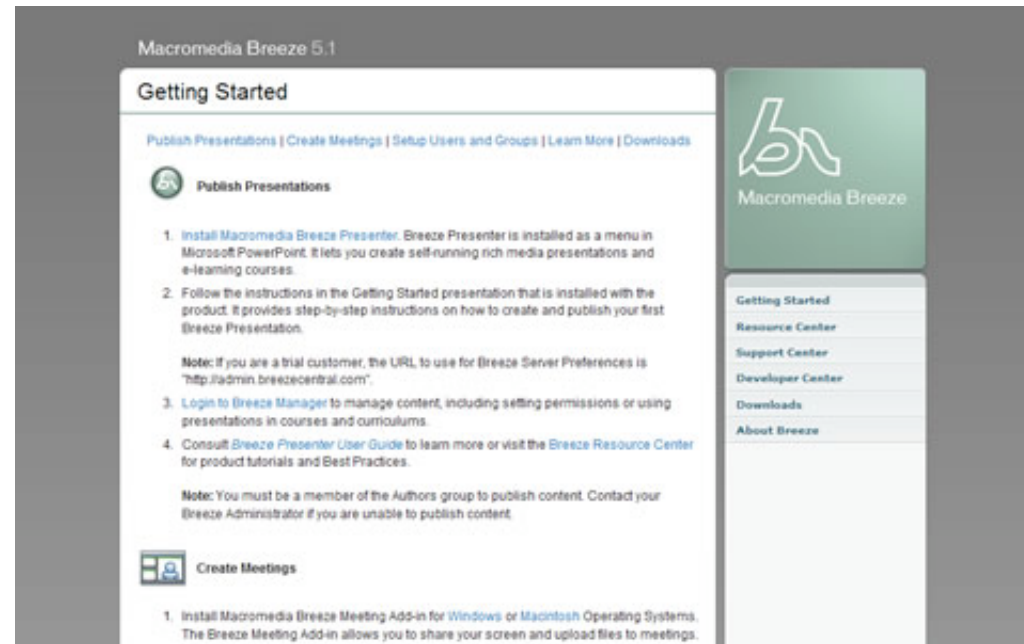 Macromedia Breeze 5.1
Getting Started
Publish Presentations | Create Meetings | Setup Users and Groups | Learn More | Downloads
Publish Presentations
1. Install Macromedia Breeze Presenter. Breeze Presenter is installed as a menu in
Microsoft PowerPoint. It lets you create self-running rich media presentations and
e-learning courses.
2. Follow the instructions in the Getting Started presentation that is installed with the
product. It provides step-by-step instructions on how to create and publish your first
Breeze Presentation.
Note: If you are a trial customer, the URL to use for Breeze Server Preferences is
"http://admin.breezecentral.com".
3. Login to Breeze Manager to manage content, including setting permissions or using
presentations in courses and curriculums.
4. Consult Breeze Presenter User Guide to learn more or visit the Breeze Resource Center
for product tutorials and Best Practices.
Note: You must be a member of the Authors group to publish content. Contact your
Breeze Administrator if you are unable to publish content.
Create Meetings
1. Install Macromedia Breeze Meeting Add-in for Windows or Macintosh Operating Systems.
The Breeze Meeting Add-in allows you to share your screen and upload files to meetings.
Macromedia Breeze
Getting Started
Resource Center
Support Center
Developer Center
Downloads
About Breeze